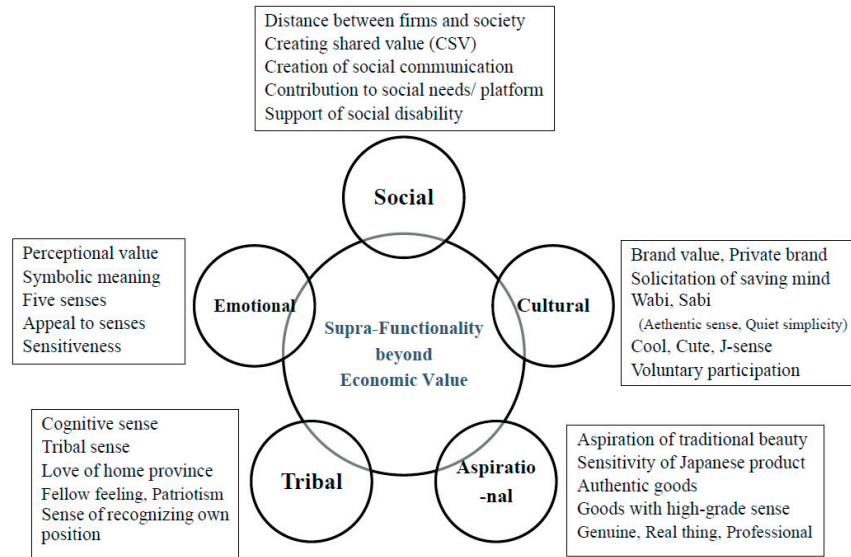 Distance between firms and society
Creating shared value (CSV)
Creation of social communication
Contribution to social needs/ platform
Support of social disability
Social
Perceptional value
Symbolic meaning
Five senses
Appeal to senses
Sensitiveness
Emotional
Supra-Functionality
beyond
Economic Value
Cultural
Brand value, Private brand
Solicitation of saving mind
Wabi, Sabi
(Aethentic sense, Quiet simplicity)
Cool, Cute, J-sense
Voluntary participation
Cognitive sense
Tribal sense
Love of home province
Fellow feeling, Patriotism
Sense of recognizing own
position
Tribal
Aspiratio
-nal
Aspiration of traditional beauty
Sensitivity of Japanese product
Authentic goods
Goods with high-grade sense
Genuine, Real thing, Professional